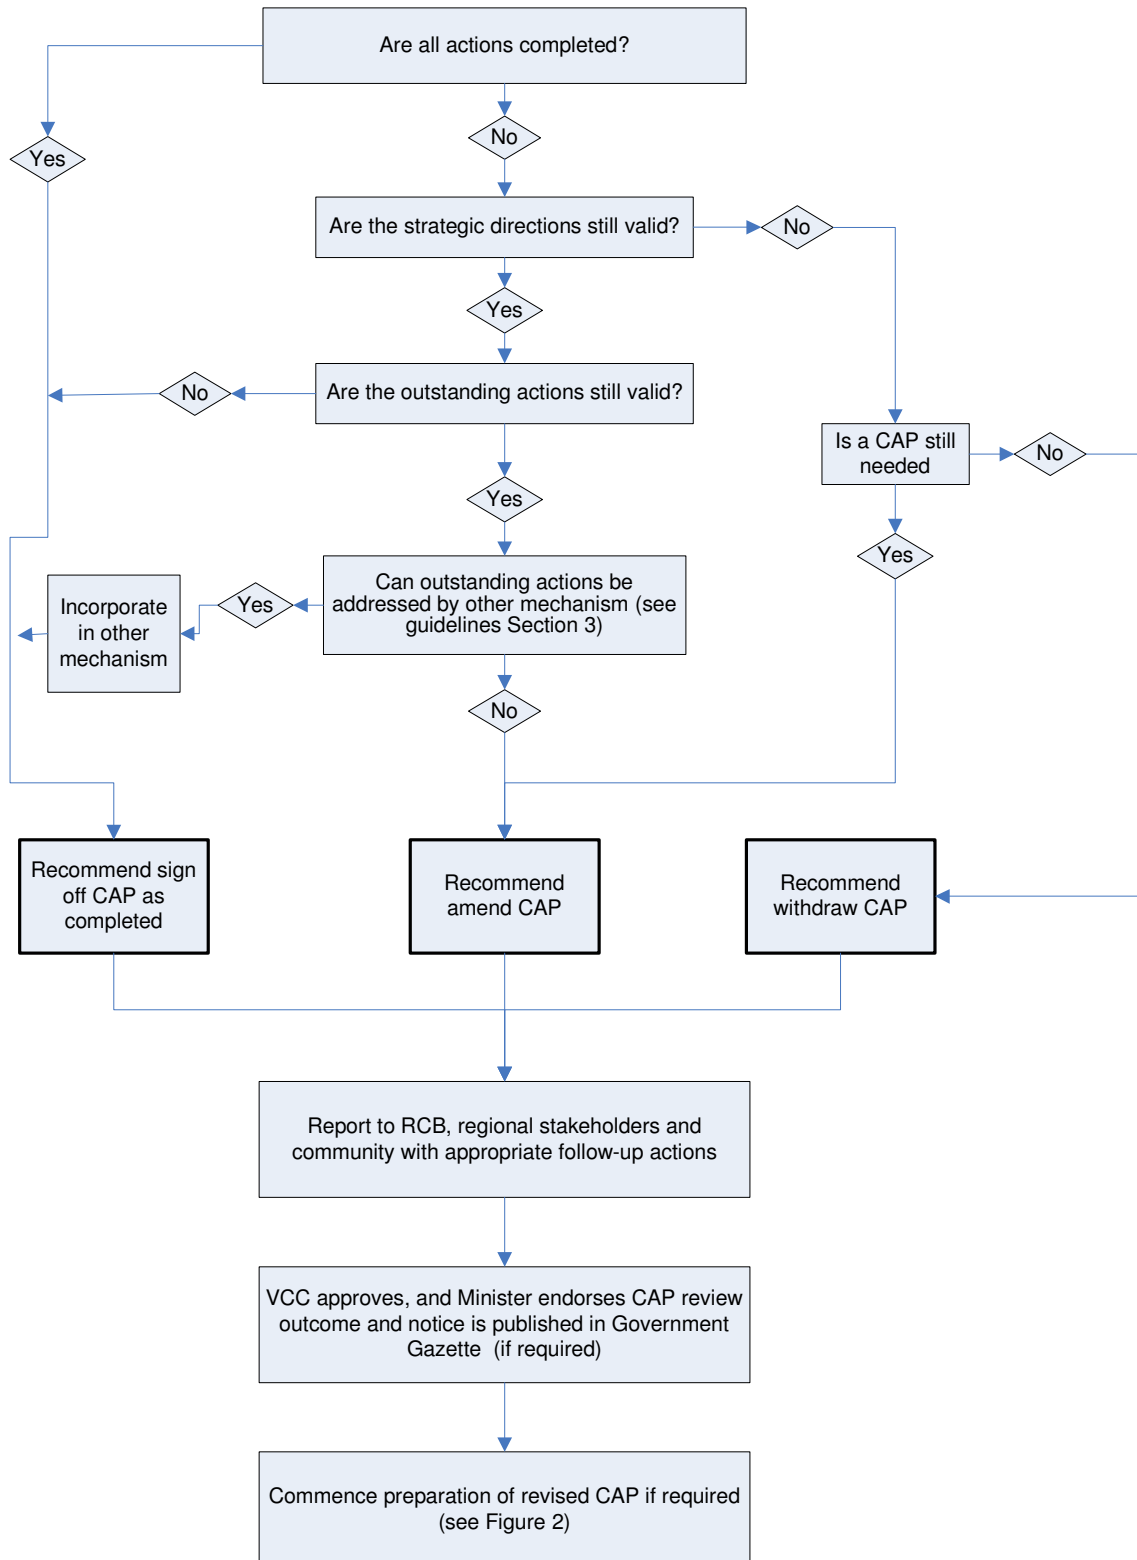 Are all actions completed?
No
Yes
Are the strategic directions still valid?
No
Yes
Are the outstanding actions still valid?
No
Is a CAP still
needed
No
Yes
Yes
Can outstanding actions be
addressed by other mechanism (see
guidelines Section 3)
Yes
Incorporate
in other
mechanism
No
Recommend sign
off CAP as
completed
Recommend
amend CAP
Recommend
withdraw CAP
Report to RCB, regional stakeholders and
community with appropriate follow-up actions
VCC approves, and Minister endorses CAP review
outcome and notice is published in Government
Gazette  (if required)
Commence preparation of revised CAP if required
(see Figure 2)